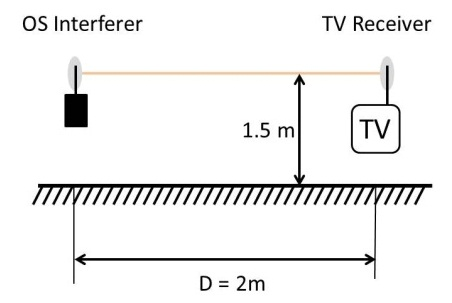 OS Interferer
TV Receiver
1.5 m
TV
D = 2m